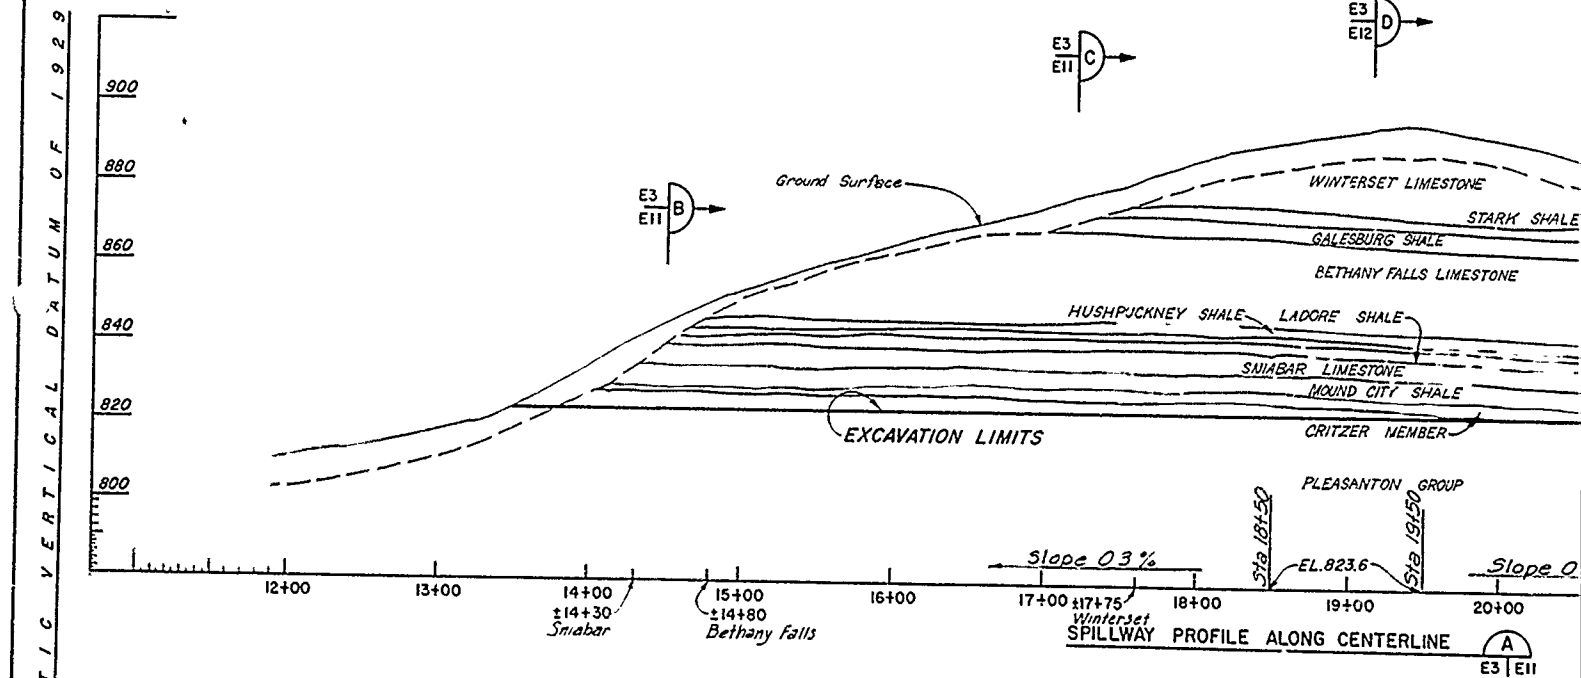 TIC VERTICAL DATUM OF 1929
900
880
860
840
820
800
E3
E11
B
E3
E11
C
E3
E12
D
Ground Surface
WINTERSET LIMESTONE
STARK SHALE
GALESBURG SHALE
BETHANY FALLS LIMESTONE
HUSHPUCKNEY SHALE
LADORE SHALE
SNIABAR LIMESTONE
MOUND CITY SHALE
EXCAVATION LIMITS
CRITZER MEMBER
PLEASANTON GROUP
Sta 18+50
Sta 19+50
Slope 0.3%
EL.823.6
Slope 0
12+00
13+00
14+00
15+00
16+00
17+00
18+00
19+00
20+00
±14+30
Sniabar
±14+80
Bethany Falls
±17+75
Winterset
SPILLWAY PROFILE ALONG CENTERLINE
A
E3
E11